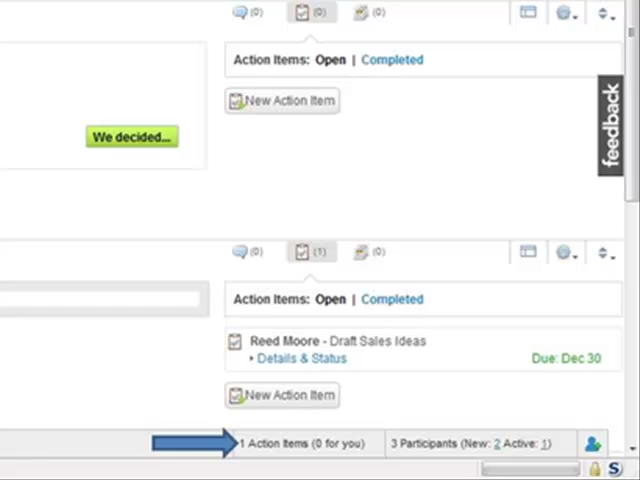 (0) (0) (0)
Action Items: Open | Completed
New Action Item
feedback
We decided...
(0) (1) (0)
Action Items: Open | Completed
Reed Moore - Draft Sales Ideas
Details & Status Due: Dec 30
New Action Item
1 Action Items (0 for you) 3 Participants (New: 2 Active: 1)
S